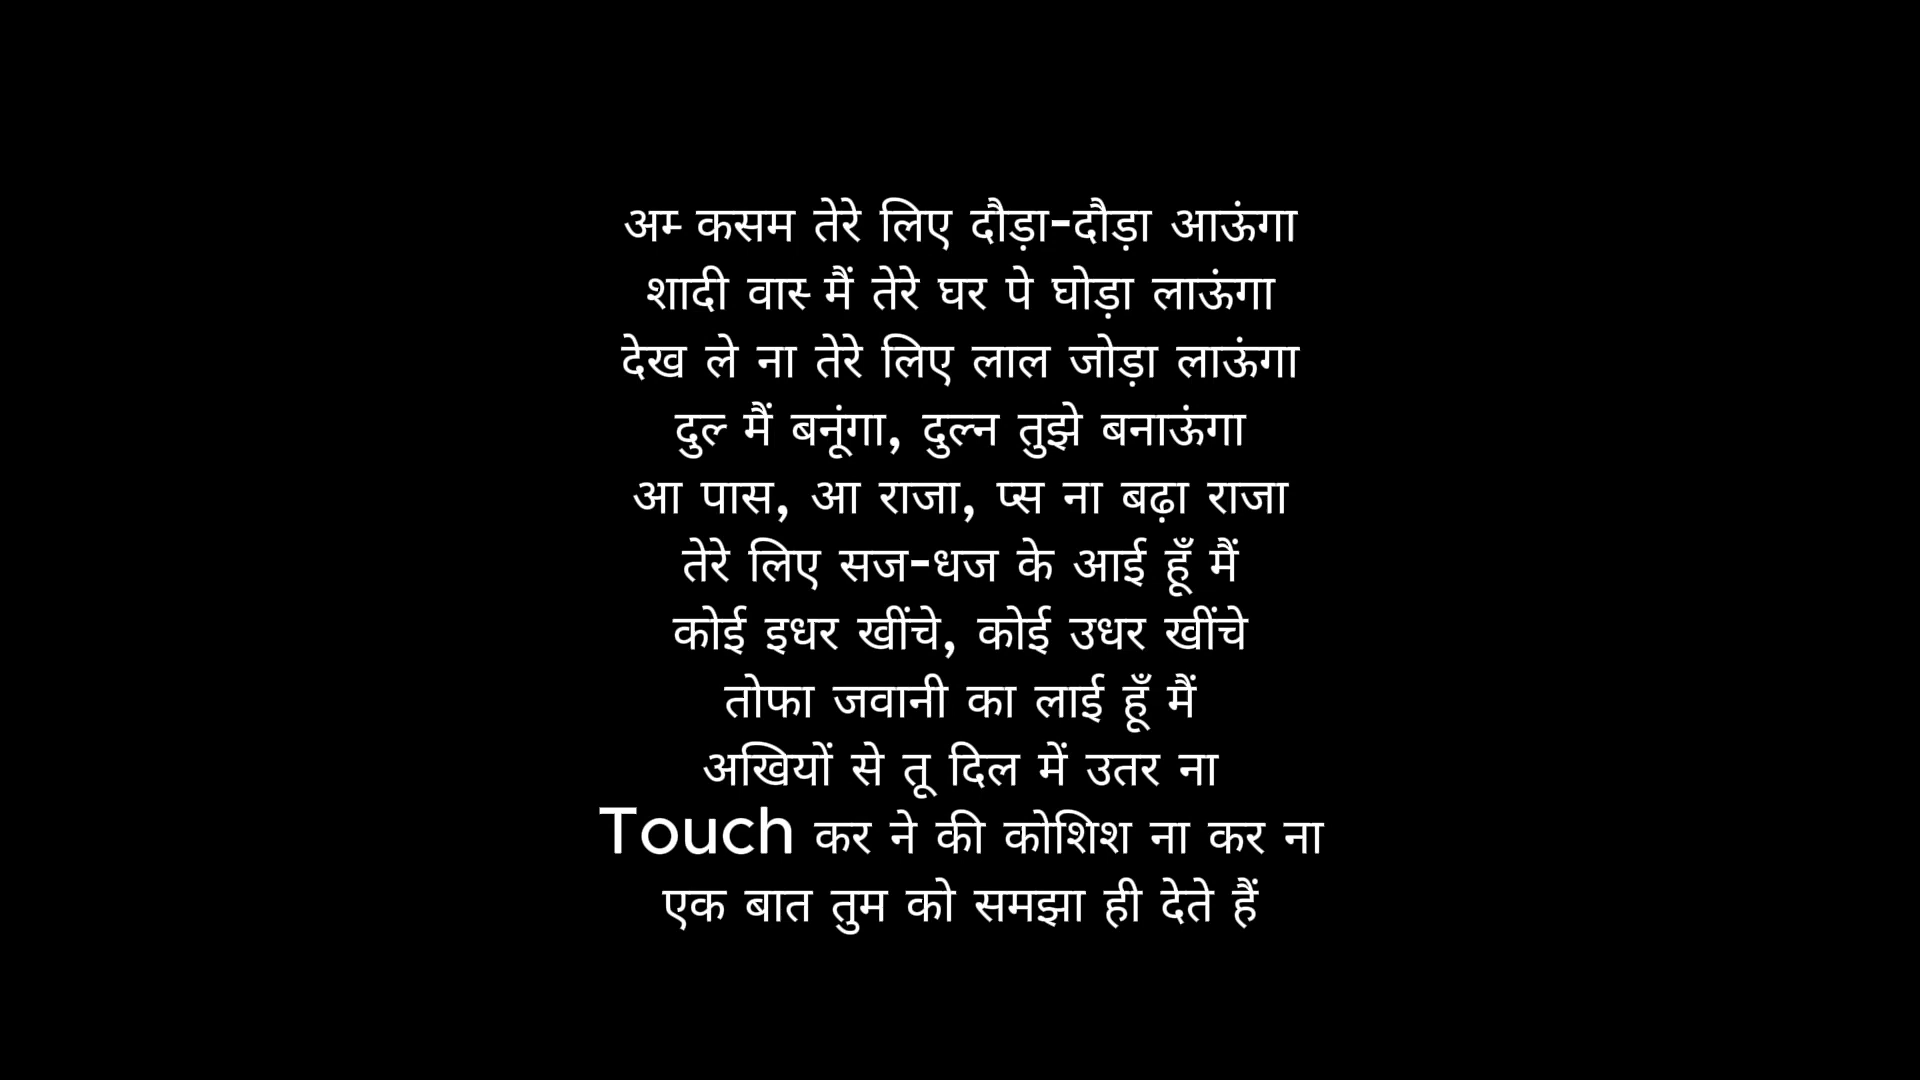 अम्‍ कसम तेरे लिए दौड़ा-दौड़ा आऊंगा
शादी वास्‍ मैं तेरे घर पे घोड़ा लाऊंगा
देख ले ना तेरे लिए लाल जोड़ा लाऊंगा
दुल्‍ मैं बनूंगा, दुल्न तुझे बनाऊंगा
आ पास, आ राजा, प्स ना बढ़ा राजा
तेरे लिए सज-धज के आई हूँ मैं
कोई इधर खींचे, कोई उधर खींचे
तोफा जवानी का लाई हूँ मैं
अखियों से तू दिल में उतर ना
Touch कर ने की कोशिश ना कर ना
एक बात तुम को समझा ही देते हैं